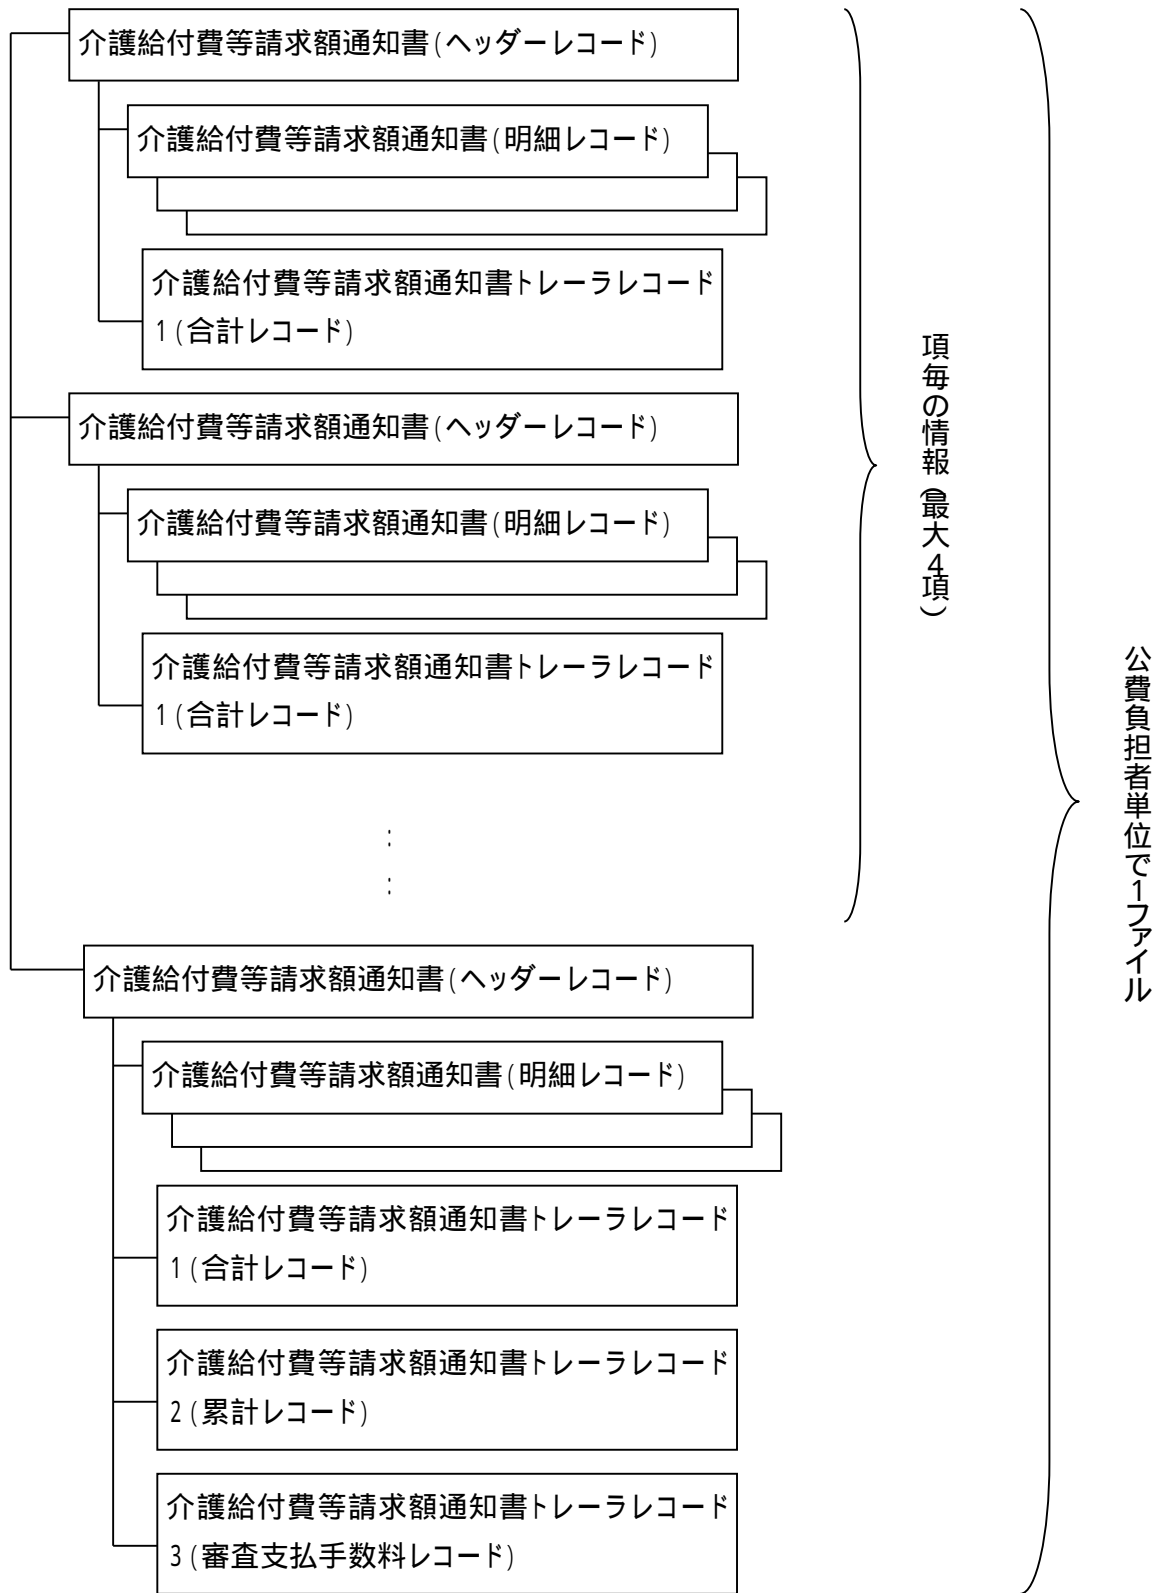 介護給付費等請求額通知書(ヘッダーレコード)
介護給付費等請求額通知書(明細レコード)
介護給付費等請求額通知書トレーラレコード
1(合計レコード)
介護給付費等請求額通知書(ヘッダーレコード)
介護給付費等請求額通知書(明細レコード)
介護給付費等請求額通知書トレーラレコード
1(合計レコード)
:
:
介護給付費等請求額通知書(ヘッダーレコード)
介護給付費等請求額通知書(明細レコード)
介護給付費等請求額通知書トレーラレコード
1(合計レコード)
介護給付費等請求額通知書トレーラレコード
2(累計レコード)
介護給付費等請求額通知書トレーラレコード
3(審査支払手数料レコード)
項毎の情報(最大4項)
公費負担者単位で1ファイル